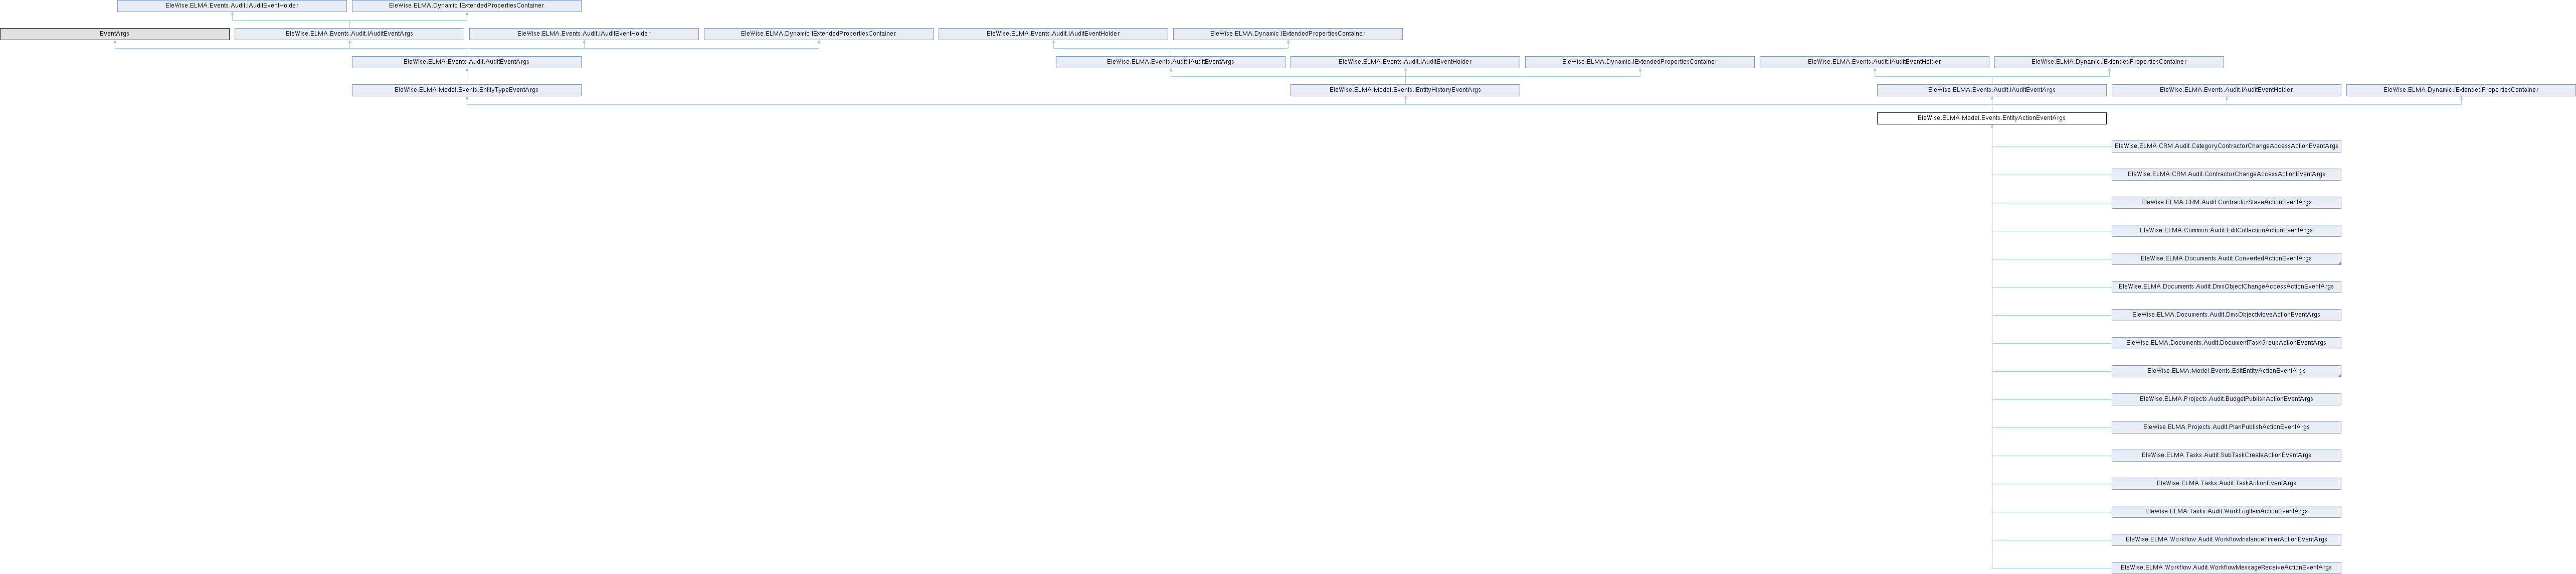 EleWise.ELMA.Events.Audit.IAuditEventHolder
EleWise.ELMA.Dynamic.IExtendedPropertiesContainer
EventArgs
EleWise.ELMA.Events.Audit.IAuditEventArgs
EleWise.ELMA.Events.Audit.IAuditEventHolder
EleWise.ELMA.Dynamic.IExtendedPropertiesContainer
EleWise.ELMA.Events.Audit.IAuditEventHolder
EleWise.ELMA.Dynamic.IExtendedPropertiesContainer
EleWise.ELMA.Events.Audit.AuditEventArgs
EleWise.ELMA.Events.Audit.IAuditEventArgs
EleWise.ELMA.Events.Audit.IAuditEventHolder
EleWise.ELMA.Dynamic.IExtendedPropertiesContainer
EleWise.ELMA.Events.Audit.IAuditEventHolder
EleWise.ELMA.Dynamic.IExtendedPropertiesContainer
EleWise.ELMA.Model.Events.EntityTypeEventArgs
EleWise.ELMA.Model.Events.IEntityHistoryEventArgs
EleWise.ELMA.Events.Audit.IAuditEventArgs
EleWise.ELMA.Events.Audit.IAuditEventHolder
EleWise.ELMA.Dynamic.IExtendedPropertiesContainer
EleWise.ELMA.Model.Events.EntityActionEventArgs
EleWise.ELMA.CRM.Audit.CategoryContractorChangeAccessActionEventArgs
EleWise.ELMA.CRM.Audit.ContractorChangeAccessActionEventArgs
EleWise.ELMA.CRM.Audit.ContractorSlaveActionEventArgs
EleWise.ELMA.Common.Audit.EditCollectionActionEventArgs
EleWise.ELMA.Documents.Audit.ConvertedActionEventArgs
EleWise.ELMA.Documents.Audit.DmsObjectChangeAccessActionEventArgs
EleWise.ELMA.Documents.Audit.DmsObjectMoveActionEventArgs
EleWise.ELMA.Documents.Audit.DocumentTaskGroupActionEventArgs
EleWise.ELMA.Model.Events.EditEntityActionEventArgs
EleWise.ELMA.Projects.Audit.BudgetPublishActionEventArgs
EleWise.ELMA.Projects.Audit.PlanPublishActionEventArgs
EleWise.ELMA.Tasks.Audit.SubTaskCreateActionEventArgs
EleWise.ELMA.Tasks.Audit.TaskActionEventArgs
EleWise.ELMA.Tasks.Audit.WorkLogItemActionEventArgs
EleWise.ELMA.Workflow.Audit.WorkflowInstanceTimerActionEventArgs
EleWise.ELMA.Workflow.Audit.WorkflowMessageReceiveActionEventArgs